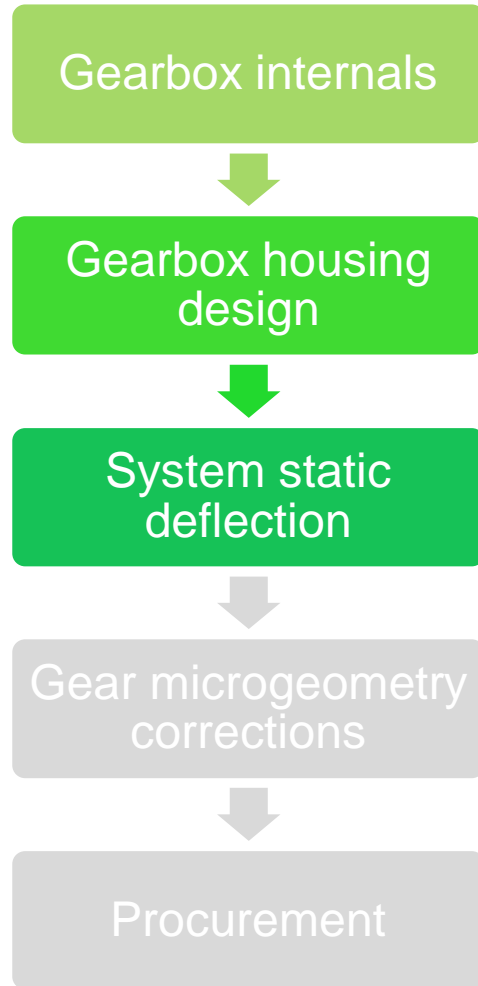 Gearbox internals
Gearbox housing
design
System static
deflection
Gear microgeometry
corrections
Procurement